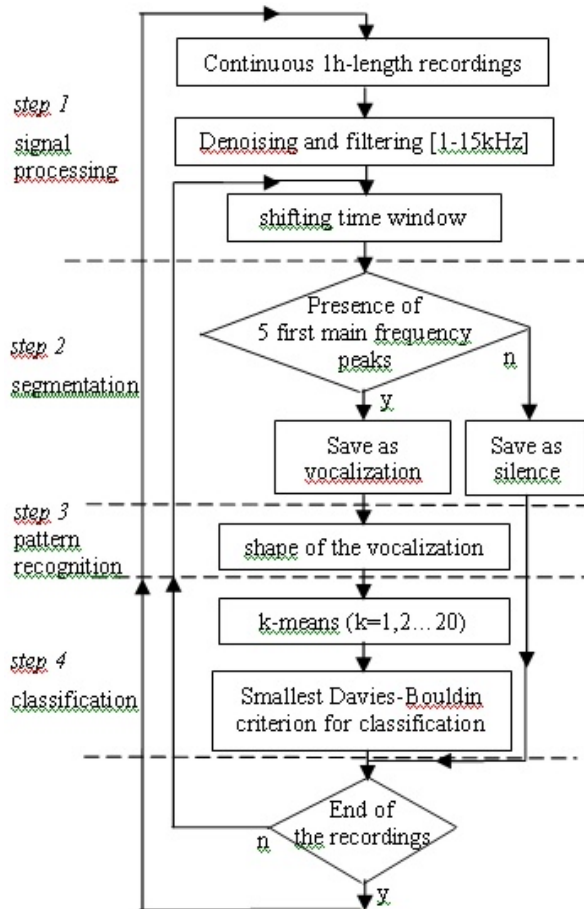 Continuous 1h-length recordings
step 1
signal
processing
Denoising and filtering [1-15kHz]
shifting time window
step 2
segmentation
Presence of
5 first main frequency
peaks
n
y
Save as
vocalization
Save as
silence
step 3
pattern
recognition
shape of the vocalization
step 4
classification
k-means (k=1,2... 20)
Smallest Davies-Bouldin
criterion for classification
End of
the recordings
n
y